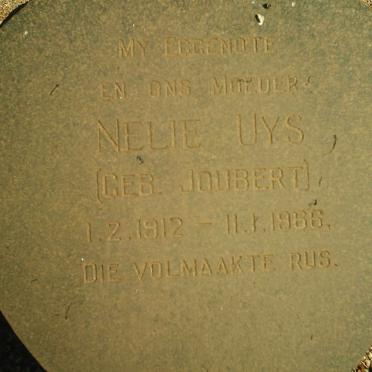 MY EGGENOTE
EN ONS MOEDER
NELIE UYS
(GEB. JOUBERT)
1.2.1912 – 11.1.1966.
DIE VOLMAAKTE RUS.